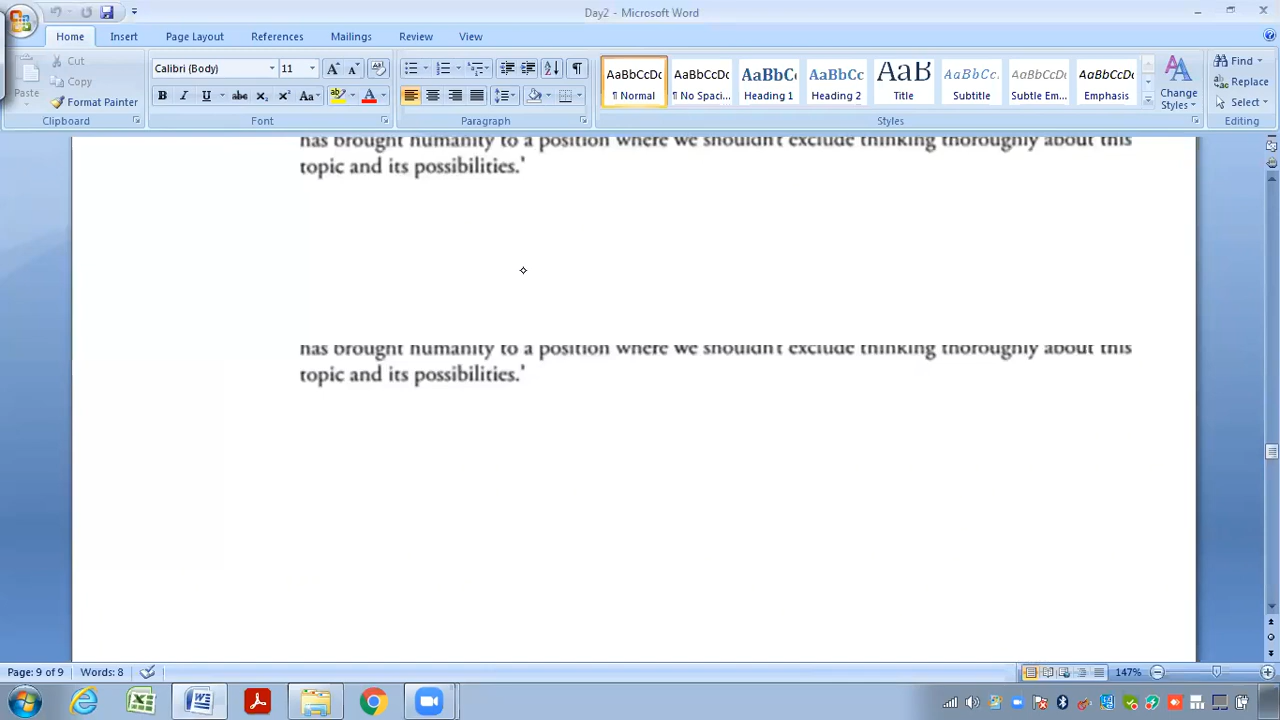 Day2 - Microsoft Word
Home Insert Page Layout References Mailings Review View
Paste
Cut
Copy
Format Painter
Clipboard
Calibri (Body) 11
Font
Paragraph
AaBbCcDc AaBbCcDc AaBbC AaBbCc AaB AaBbCc. AaBbCcDc AaBbCcDc
¶ Normal ¶ No Spaci... Heading 1 Heading 2 Title Subtitle Subtle Em... Emphasis
Change
Styles
Styles
Find
Replace
Select
Editing
has brought humanity to a position where we shouldn't exclude thinking thoroughly about this
topic and its possibilities.'
has brought humanity to a position where we shouldn't exclude thinking thoroughly about this
topic and its possibilities.'
Page: 9 of 9 Words: 8 147%